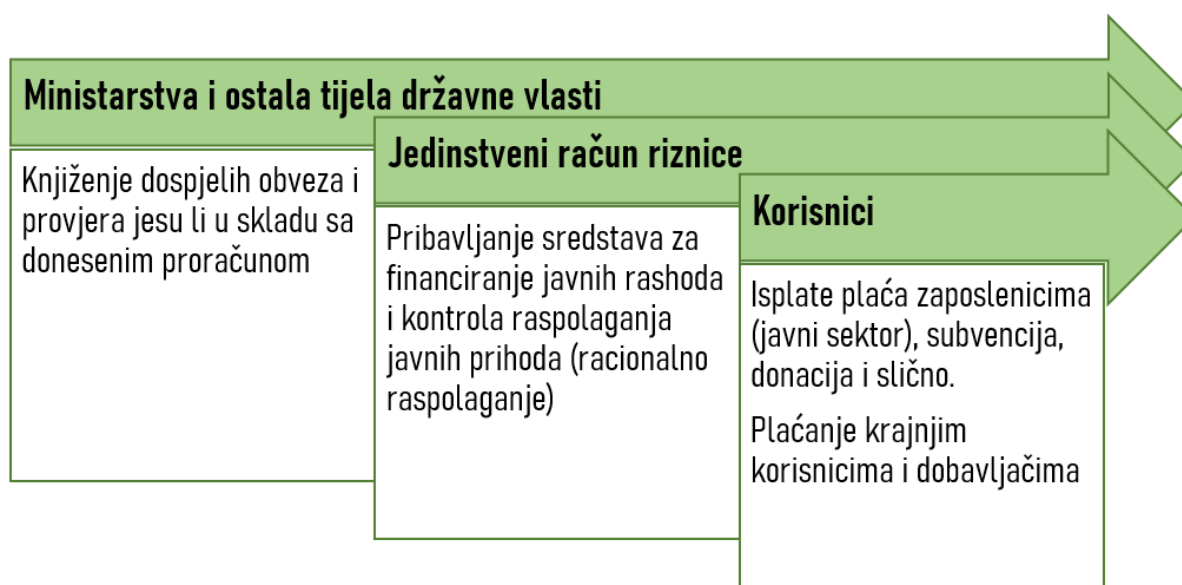 Ministarstva i ostala tijela državne vlasti
Knjiženje dospjelih obveza i
provjera jesu li u skladu sa
donesenim proračunom
Jedinstveni račun riznice
Pribavljanje sredstava za
financiranje javnih rashoda
i kontrola raspolaganja
javnih prihoda (racionalno
raspolaganje)
Korisnici
Isplate plaća zaposlenicima
(javni sektor), subvencija,
donacija i slično.
Plaćanje krajnjim
korisnicima i dobavljačima